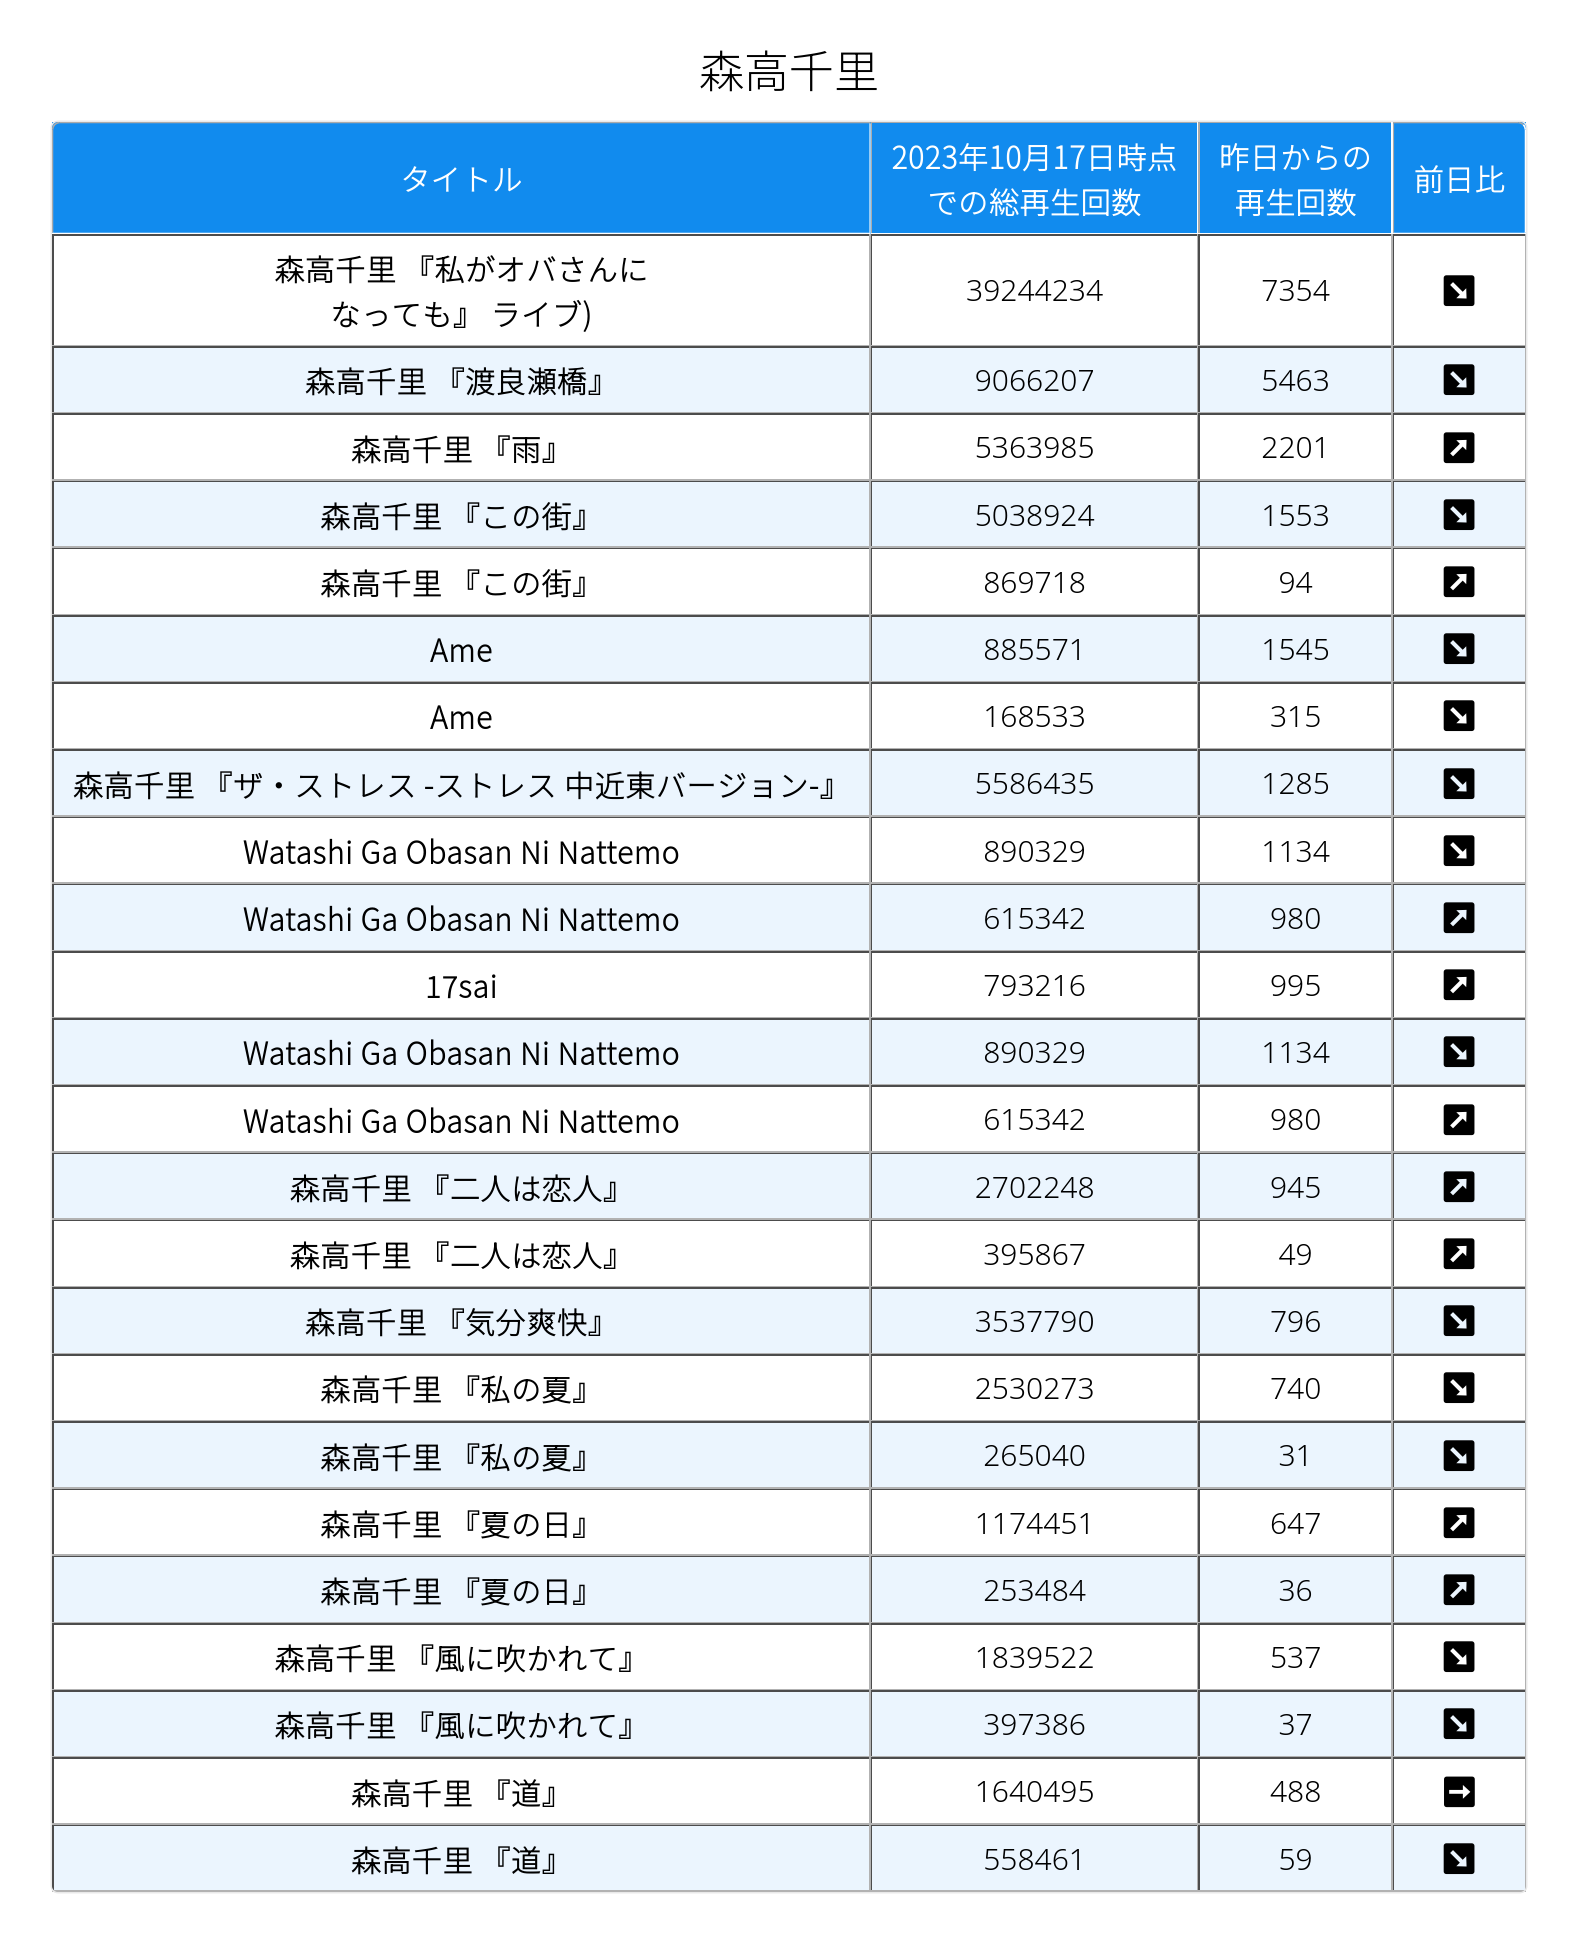 森高千里
タイトル
2023年10月17日時点
での総再生回数
昨日からの
再生回数
前日比
森高千里 『私がオバさんに
なっても』 ライブ)
39244234 7354 ↘
森高千里 『渡良瀬橋』 9066207 5463 ↘
森高千里 『雨』 5363985 2201 ↗
森高千里 『この街』 5038924 1553 ↘
森高千里 『この街』 869718 94 ↗
Ame 885571 1545 ↘
Ame 168533 315 ↘
森高千里 『ザ・ストレス -ストレス 中近東バージョン-』 5586435 1285 ↘
Watashi Ga Obasan Ni Nattemo 890329 1134 ↘
Watashi Ga Obasan Ni Nattemo 615342 980 ↗
17sai 793216 995 ↗
Watashi Ga Obasan Ni Nattemo 890329 1134 ↘
Watashi Ga Obasan Ni Nattemo 615342 980 ↗
森高千里 『二人は恋人』 2702248 945 ↗
森高千里 『二人は恋人』 395867 49 ↗
森高千里 『気分爽快』 3537790 796 ↘
森高千里 『私の夏』 2530273 740 ↘
森高千里 『私の夏』 265040 31 ↘
森高千里 『夏の日』 1174451 647 ↗
森高千里 『夏の日』 253484 36 ↗
森高千里 『風に吹かれて』 1839522 537 ↘
森高千里 『風に吹かれて』 397386 37 ↘
森高千里 『道』 1640495 488 →
森高千里 『道』 558461 59 ↘